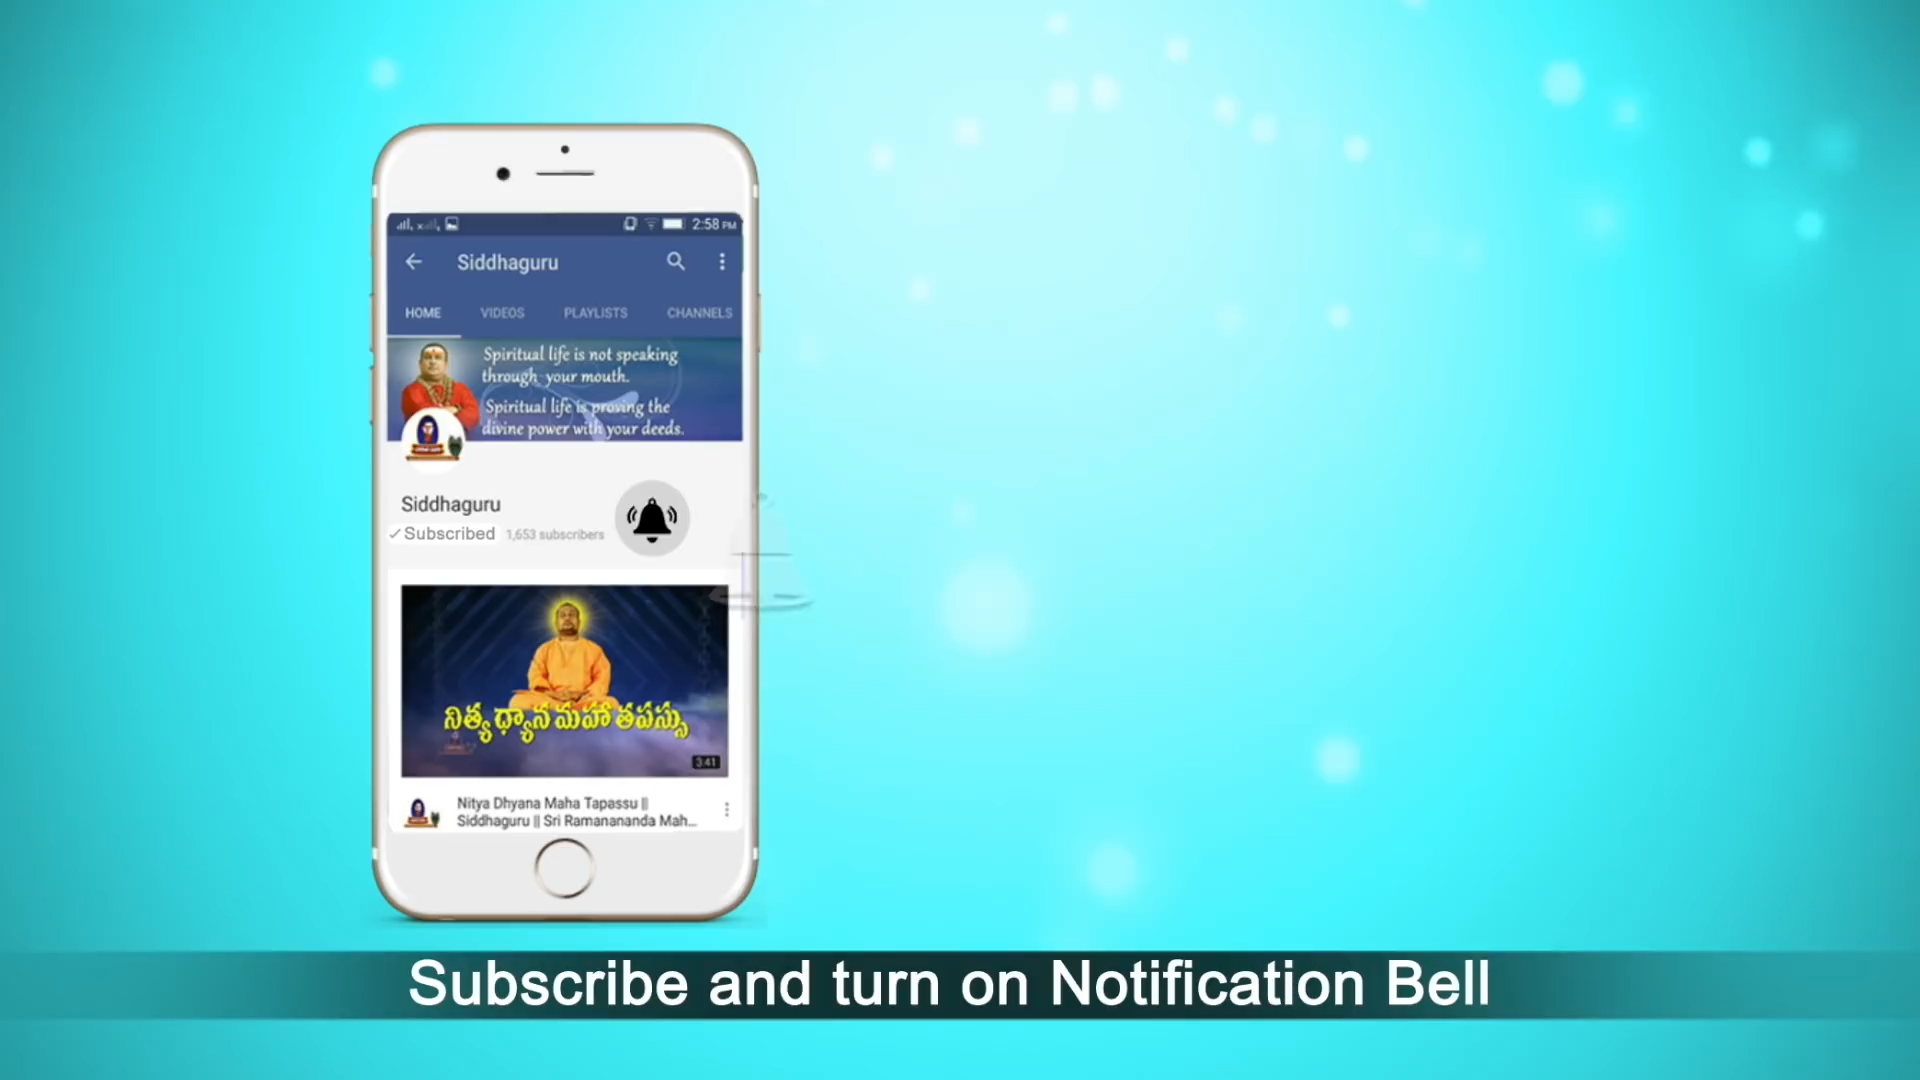 2:58 PM
Siddhaguru
HOME VIDEOS PLAYLISTS CHANNELS
Spiritual life is not speaking
through your mouth.
Spiritual life is proving the
divine power with your deeds.
Siddhaguru
Subscribed 1,653 subscribers
నిత్య ధ్యాన మహా తపస్సు
3:41
Nitya Dhyana Maha Tapassu ||
Siddhaguru || Sri Ramanananda Mah...
Subscribe and turn on Notification Bell